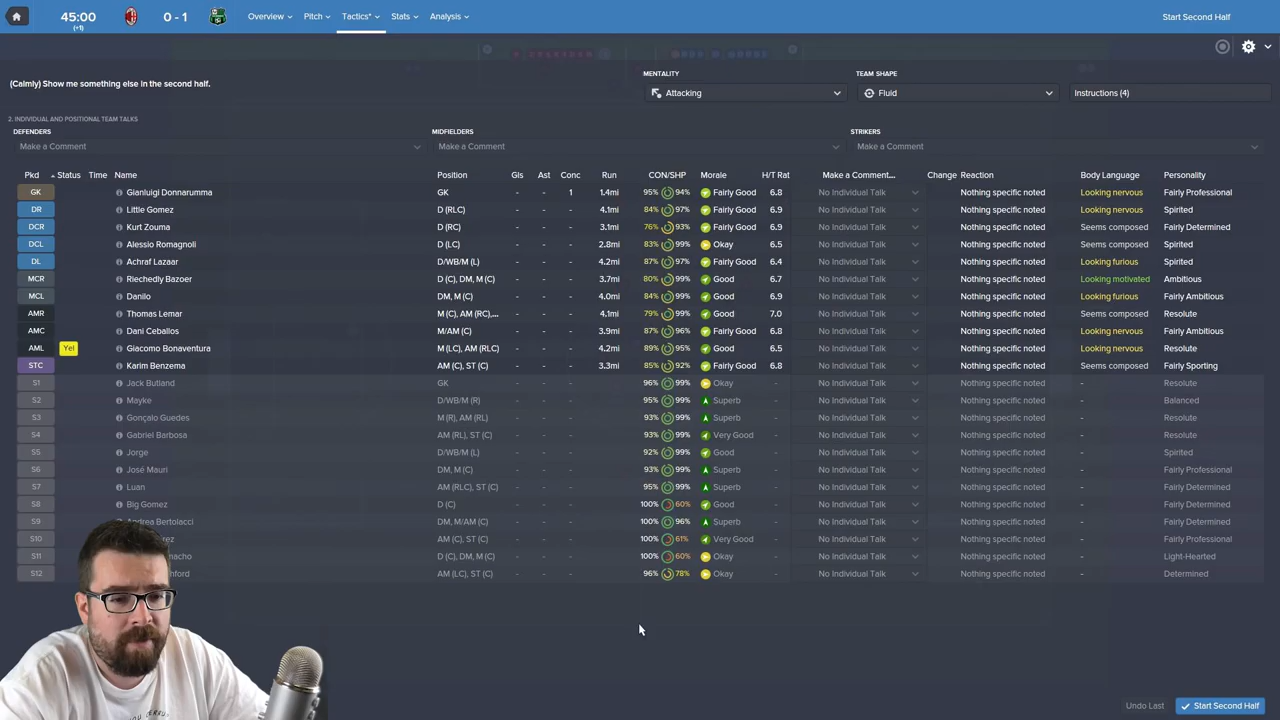 45:00
(+1)
0 - 1
Overview
Pitch
Tactics*
Stats
Analysis
Start Second Half
(Calmly) Show me something else in the second half.
MENTALITY
Attacking
TEAM SHAPE
Fluid
Instructions (4)
2. INDIVIDUAL AND POSITIONAL TEAM TALKS
DEFENDERS
Make a Comment
MIDFIELDERS
Make a Comment
STRIKERS
Make a Comment
Pkd Status Time Name Position Gls Ast Conc Run CON/SHP Morale H/T Rat Make a Comment... Change Reaction Body Language Personality
GK Gianluigi Donnarumma GK - - 1 1.4mi 95% 94% Fairly Good 6.8 No Individual Talk Nothing specific noted Looking nervous Fairly Professional
DR Little Gomez D (RLC) - - - 4.1mi 84% 97% Fairly Good 6.9 No Individual Talk Nothing specific noted Looking nervous Spirited
DCR Kurt Zouma D (RC) - - - 3.1mi 76% 93% Fairly Good 6.9 No Individual Talk Nothing specific noted Seems composed Fairly Determined
DCL Alessio Romagnoli D (LC) - - - 2.8mi 83% 99% Okay 6.5 No Individual Talk Nothing specific noted Seems composed Spirited
DL Achraf Lazaar D/WB/M (L) - - - 4.2mi 87% 97% Fairly Good 6.4 No Individual Talk Nothing specific noted Looking furious Spirited
MCR Riechedly Bazoer D (C), DM, M (C) - - - 3.7mi 80% 99% Good 6.7 No Individual Talk Nothing specific noted Looking motivated Ambitious
MCL Danilo DM, M (C) - - - 4.0mi 84% 99% Good 6.9 No Individual Talk Nothing specific noted Looking furious Fairly Ambitious
AMR Thomas Lemar M (C), AM (RC),... - - - 4.1mi 79% 99% Good 7.0 No Individual Talk Nothing specific noted Seems composed Resolute
AMC Dani Ceballos M/AM (C) - - - 3.9mi 87% 96% Fairly Good 6.8 No Individual Talk Nothing specific noted Looking nervous Fairly Ambitious
AML Yel Giacomo Bonaventura M (LC), AM (RLC) - - - 4.2mi 89% 95% Good 6.5 No Individual Talk Nothing specific noted Looking nervous Resolute
STC Karim Benzema AM (C), ST (C) - - - 3.3mi 85% 92% Fairly Good 6.8 No Individual Talk Nothing specific noted Seems composed Fairly Sporting
S1 Jack Butland GK - - - 96% 99% Okay - No Individual Talk Nothing specific noted - Resolute
S2 Mayke D/WB/M (R) - - - 95% 99% Superb - No Individual Talk Nothing specific noted - Balanced
S3 Gonçalo Guedes M (R), AM (RL) - - - 93% 99% Superb - No Individual Talk Nothing specific noted - Resolute
S4 Gabriel Barbosa AM (RL), ST (C) - - - 93% 99% Very Good - No Individual Talk Nothing specific noted - Resolute
S5 Jorge D/WB/M (L) - - - 92% 99% Good - No Individual Talk Nothing specific noted - Spirited
S6 José Mauri DM, M (C) - - - 93% 99% Superb - No Individual Talk Nothing specific noted - Fairly Professional
S7 Luan AM (RLC), ST (C) - - - 95% 99% Superb - No Individual Talk Nothing specific noted - Fairly Determined
S8 Big Gomez D (C) - - - 100% 60% Good - No Individual Talk Nothing specific noted - Fairly Determined
S9 Andrea Bertolacci DM, M/AM (C) - - - 100% 96% Superb - No Individual Talk Nothing specific noted - Fairly Determined
S10 AM (C), ST (C) - - - 100% 61% Very Good - No Individual Talk Nothing specific noted - Fairly Professional
S11 D (C), DM, M (C) - - - 100% 60% Okay - No Individual Talk Nothing specific noted - Light-Hearted
S12 AM (LC), ST (C) - - - 96% 78% Okay - No Individual Talk Nothing specific noted - Determined
Undo Last
Start Second Half